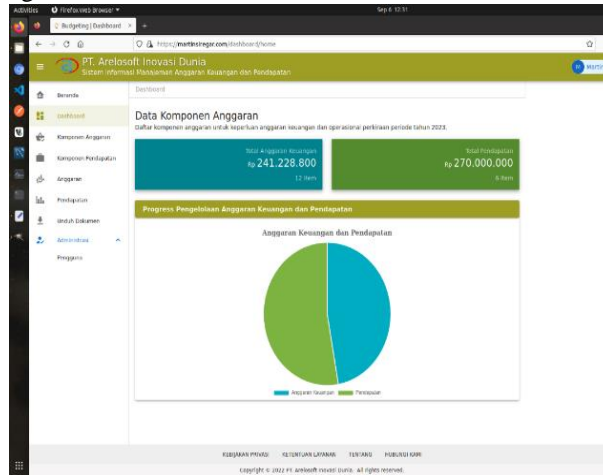 Activities Firefox Web Browser Sep 6 12:31
Budgeting | Dashboard
https://martinsiregar.com/dashboard/home
PT. Arelosoft Inovasi Dunia
Sistem Informasi Manajemen Anggaran Keuangan dan Pendapatan
Martin
Beranda
Dashboard
Komponen Anggaran
Komponen Pendapatan
Anggaran
Pendapatan
Unduh Dokumen
Administrasi
Pengguna
Dashboard
Data Komponen Anggaran
Daftar komponen anggaran untuk keperluan anggaran keuangan dan operasional perkiraan periode tahun 2023.
Total Anggaran Keuangan
Rp 241.228.800
12 Item
Total Pendapatan
Rp 270.000.000
6 Item
Progress Pengelolaan Anggaran Keuangan dan Pendapatan
Anggaran Keuangan dan Pendapatan
Anggaran Keuangan Pendapatan
KEBIJAKAN PRIVASI KETENTUAN LAYANAN TENTANG HUBUNGI KAMI
Copyright © 2022 PT. Arelosoft Inovasi Dunia. All rights reserved.